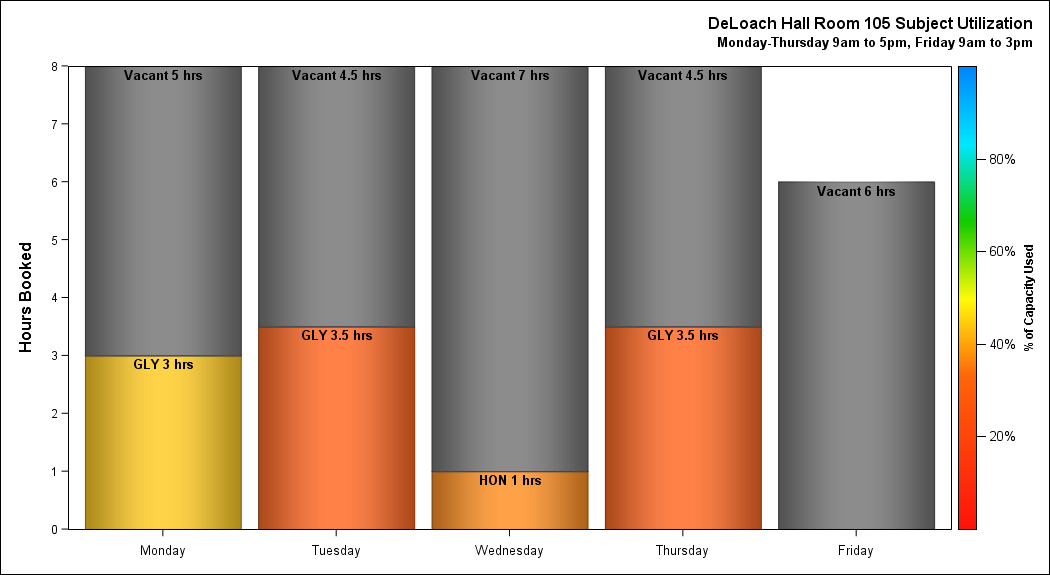 DeLoach Hall Room 105 Subject Utilization
Monday-Thursday 9am to 5pm, Friday 9am to 3pm
Hours Booked
8
7
6
5
4
3
2
1
0
Vacant 5 hrs
GLY 3 hrs
Vacant 4.5 hrs
GLY 3.5 hrs
Vacant 7 hrs
HON 1 hrs
Vacant 4.5 hrs
GLY 3.5 hrs
Vacant 6 hrs
Monday
Tuesday
Wednesday
Thursday
Friday
80%
60%
40%
20%
% of Capacity Used